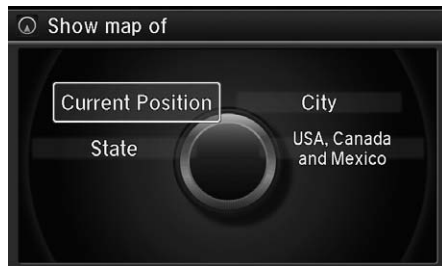 Show map of
Current Position
City
State
USA, Canada
and Mexico